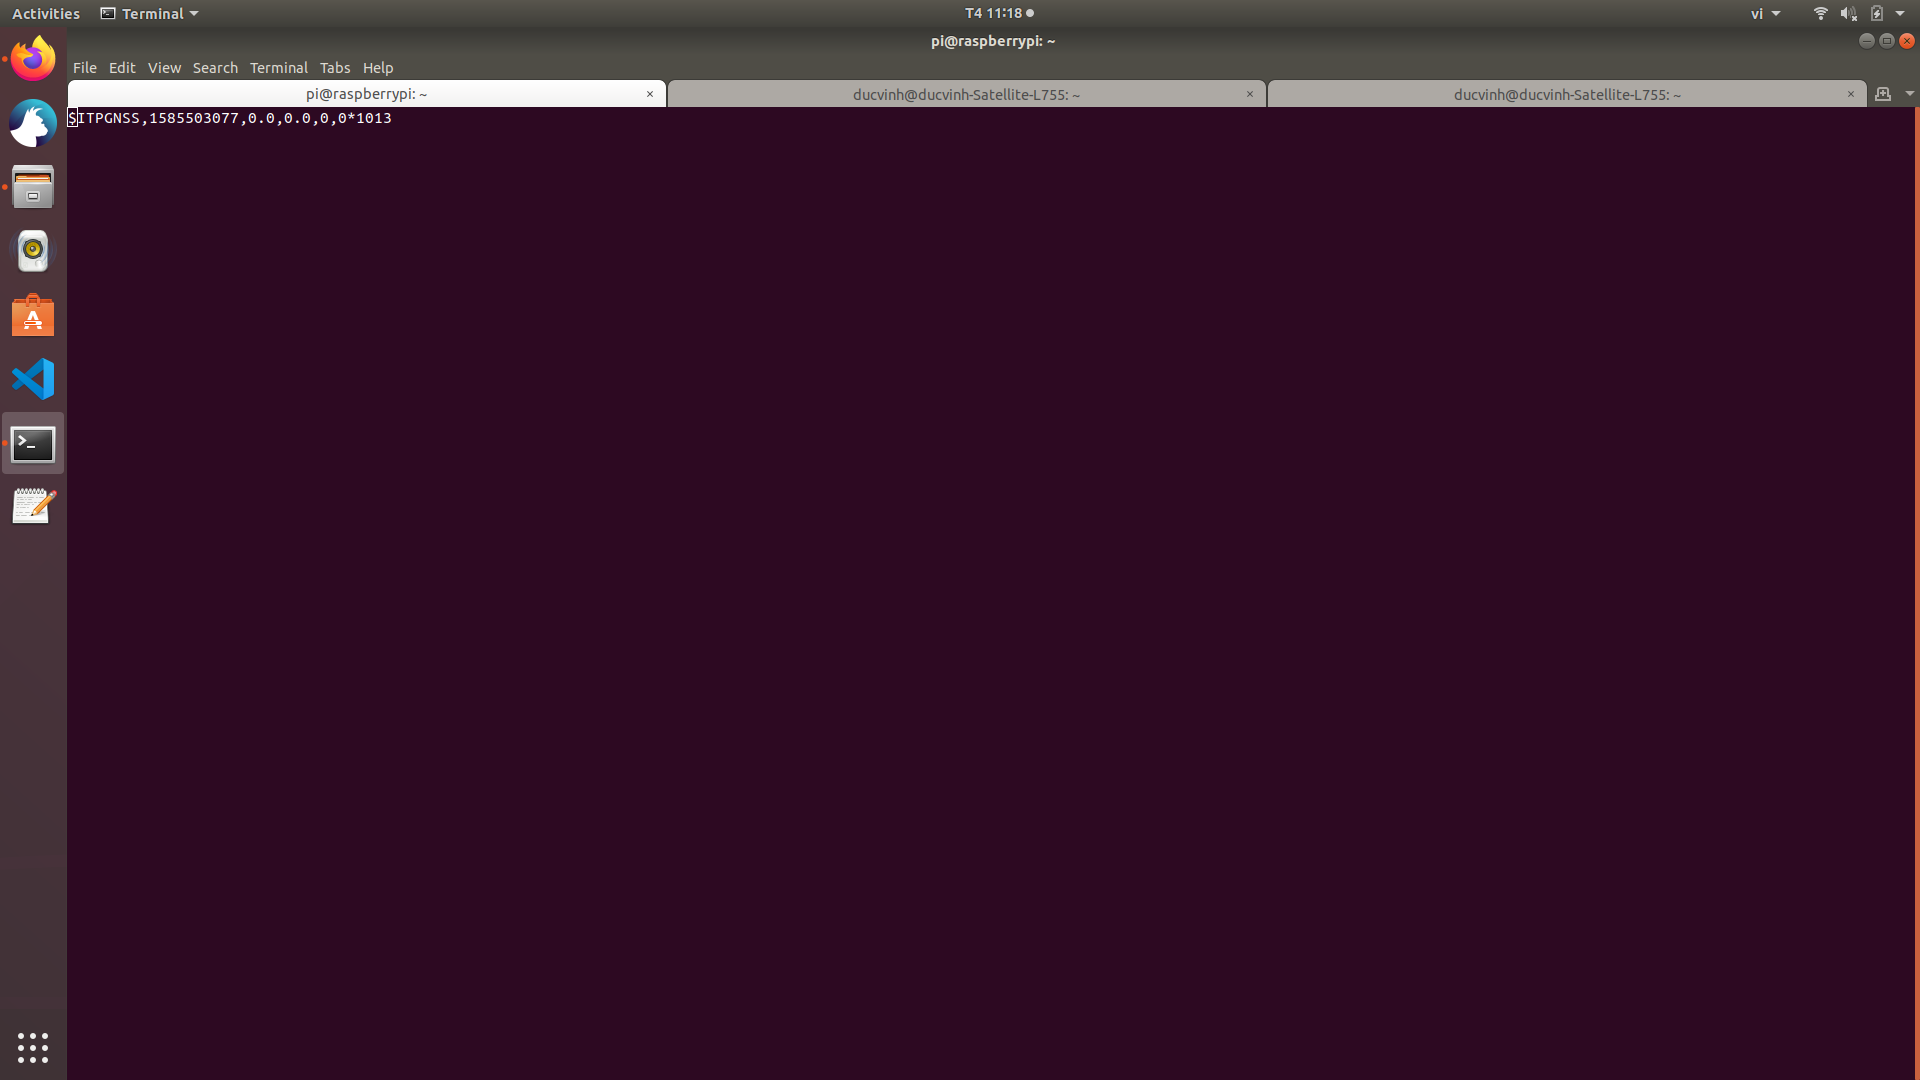 Activities Terminal T4 11:18 vi
pi@raspberrypi: ~
File Edit View Search Terminal Tabs Help
pi@raspberrypi: ~ × ducvinh@ducvinh-Satellite-L755: ~ × ducvinh@ducvinh-Satellite-L755: ~ ×
$ITPGNSS,1585503077,0.0,0.0,0,0*1013